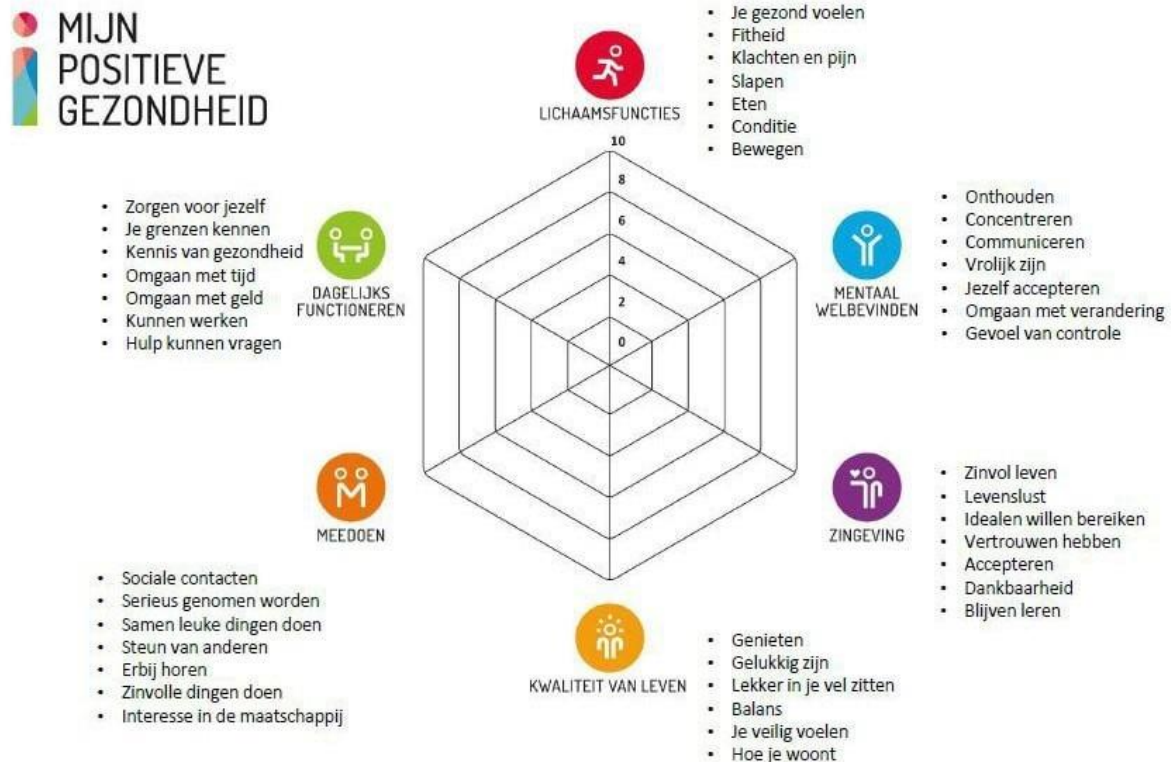 MIJN
POSITIEVE
GEZONDHEID
LICHAAMSFUNCTIES
• Je gezond voelen
• Fitheid
• Klachten en pijn
• Slapen
• Eten
• Conditie
• Bewegen
10
8
6
4
2
0
MENTAAL
WELBEVINDEN
• Onthouden
• Concentreren
• Communiceren
• Vrolijk zijn
• Jezelf accepteren
• Omgaan met verandering
• Gevoel van controle
ZINGEVING
• Zinvol leven
• Levenslust
• Idealen willen bereiken
• Vertrouwen hebben
• Accepteren
• Dankbaarheid
• Blijven leren
KWALITEIT VAN LEVEN
• Genieten
• Gelukkig zijn
• Lekker in je vel zitten
• Balans
• Je veilig voelen
• Hoe je woont
MEEDOEN
• Sociale contacten
• Serieus genomen worden
• Samen leuke dingen doen
• Steun van anderen
• Erbij horen
• Zinvolle dingen doen
• Interesse in de maatschappij
DAGELIJKS
FUNCTIONEREN
• Zorgen voor jezelf
• Je grenzen kennen
• Kennis van gezondheid
• Omgaan met tijd
• Omgaan met geld
• Kunnen werken
• Hulp kunnen vragen